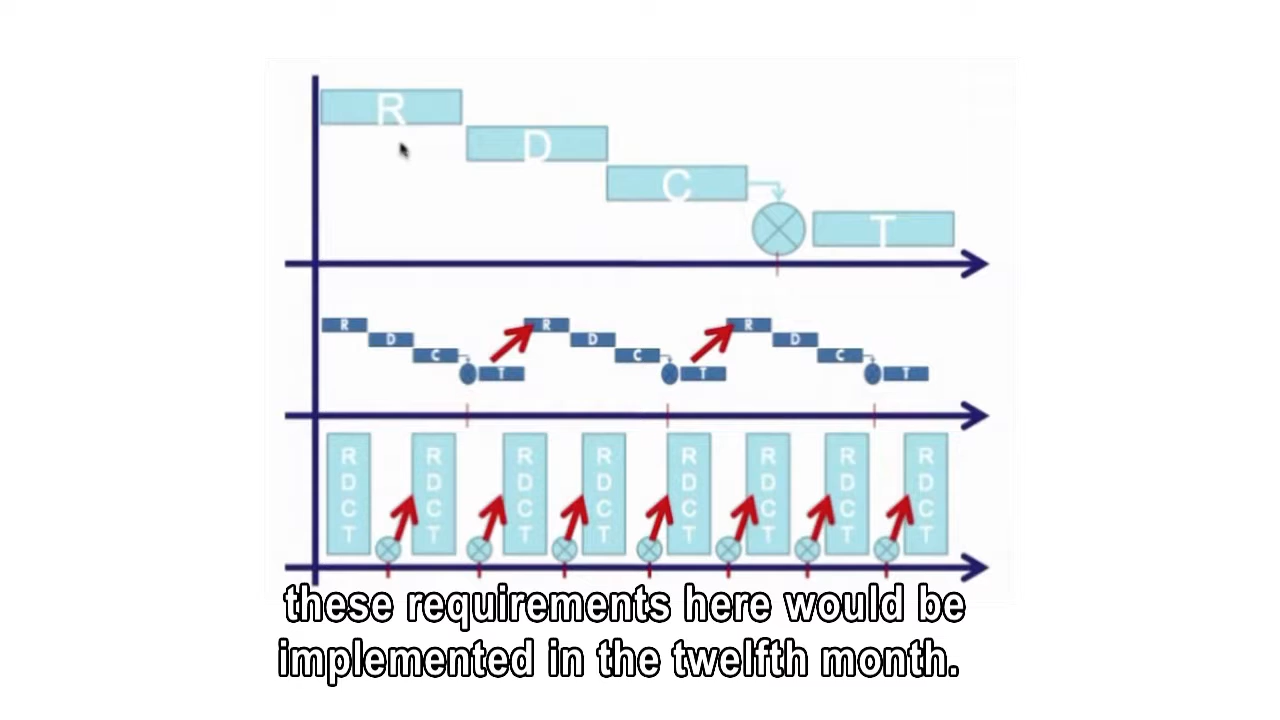 R
D
C
T
R D C T R D C T R D C T
R R R R R R R R
D D D D D D D D
C C C C C C C C
T T T T T T T T
these requirements here would be
implemented in the twelfth month.